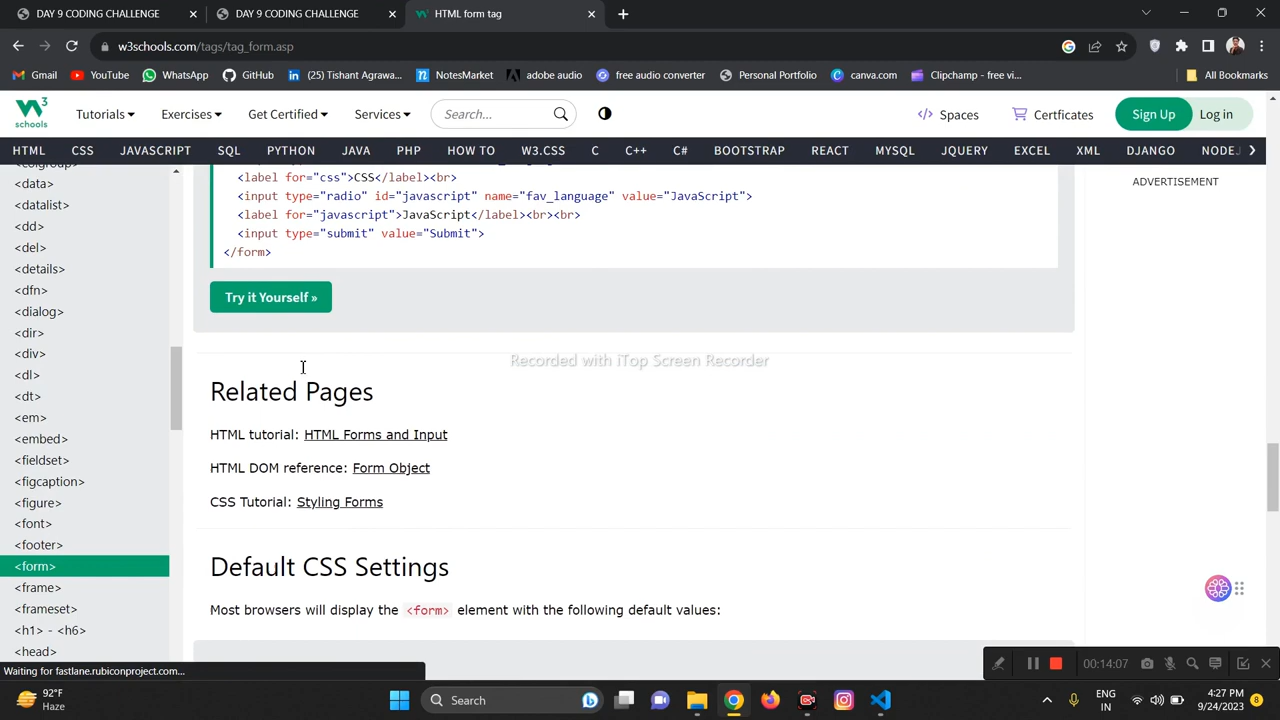 DAY 9 CODING CHALLENGE
DAY 9 CODING CHALLENGE
HTML form tag
w3schools.com/tags/tag_form.asp
Gmail
YouTube
WhatsApp
GitHub
(25) Tishant Agrawa...
NotesMarket
adobe audio
free audio converter
Personal Portfolio
canva.com
Clipchamp - free vi...
All Bookmarks
W3 schools
Tutorials
Exercises
Get Certified
Services
Search...
Spaces
Certficates
Sign Up
Log in
HTML
CSS
JAVASCRIPT
SQL
PYTHON
JAVA
PHP
HOW TO
W3.CSS
C
C++
C#
BOOTSTRAP
REACT
MYSQL
JQUERY
EXCEL
XML
DJANGO
NODEJ
<data>
<datalist>
<dd>
<del>
<details>
<dfn>
<dialog>
<dir>
<div>
<dl>
<dt>
<em>
<embed>
<fieldset>
<figcaption>
<figure>
<font>
<footer>
<form>
<frame>
<frameset>
<h1> - <h6>
<head>
<label for="css">CSS</label><br>
<input type="radio" id="javascript" name="fav_language" value="JavaScript">
<label for="javascript">JavaScript</label><br><br>
<input type="submit" value="Submit">
</form>
Try it Yourself »
Recorded with iTop Screen Recorder
Related Pages
HTML tutorial: HTML Forms and Input
HTML DOM reference: Form Object
CSS Tutorial: Styling Forms
Default CSS Settings
Most browsers will display the <form> element with the following default values:
ADVERTISEMENT
Waiting for fastlane.rubiconproject.com...
00:14:07
92°F
Haze
Search
ENG
IN
4:27 PM
9/24/2023
8